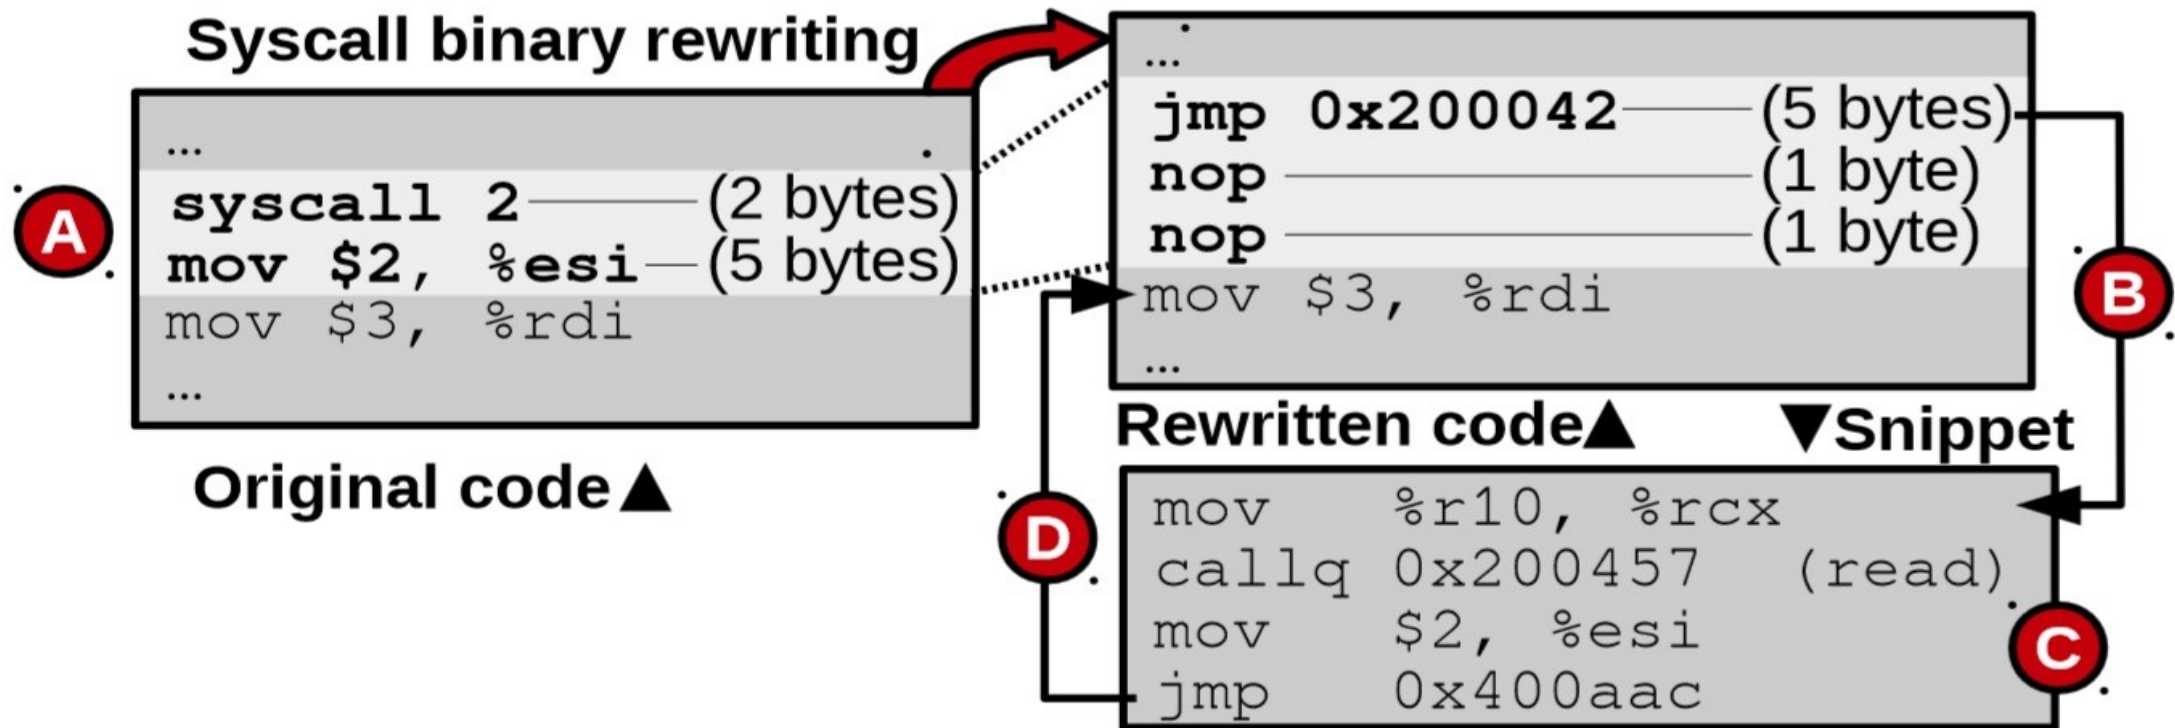 Syscall binary rewriting
A
...
syscall 2 (2 bytes)
mov $2, %esi (5 bytes)
mov $3, %rdi
...
Original code▲
...
jmp 0x200042 (5 bytes)
nop (1 byte)
nop (1 byte)
mov $3, %rdi
...
B
Rewritten code▲ ▼Snippet
mov %r10, %rcx
callq 0x200457 (read)
mov $2, %esi
jmp 0x400aac
D
C